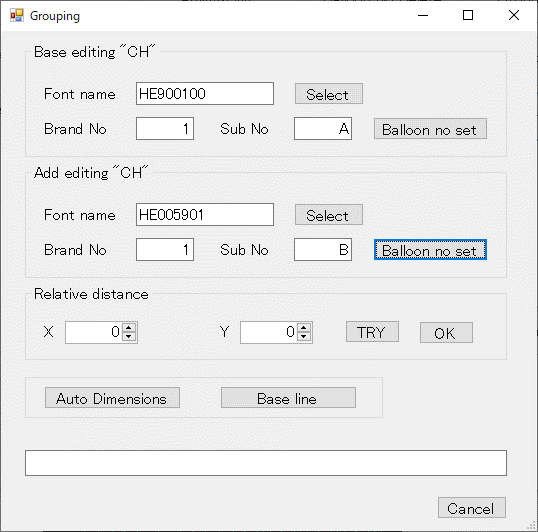 Grouping
Base editing "CH"
Font name HE900100 Select
Brand No 1 Sub No A Balloon no set
Add editing "CH"
Font name HE005901 Select
Brand No 1 Sub No B Balloon no set
Relative distance
X 0 Y 0 TRY OK
Auto Dimensions Base line
Cancel